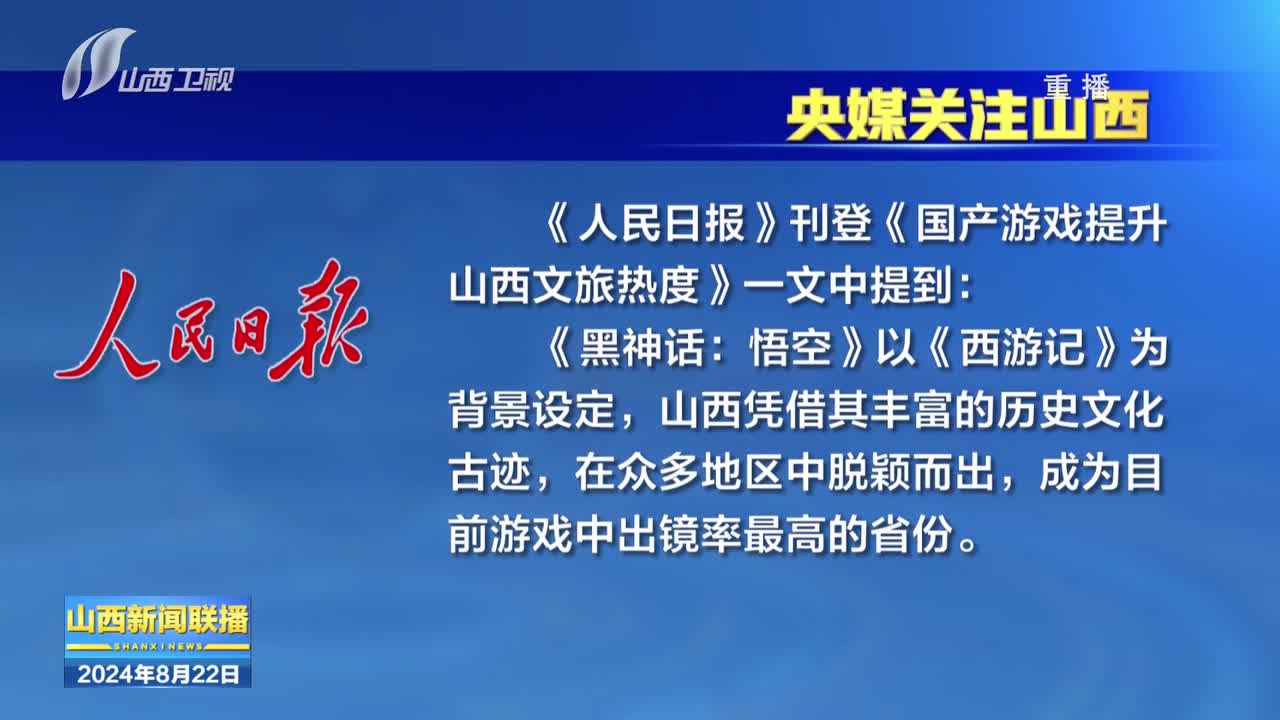 山西卫视
重播
央媒关注山西
《人民日报》刊登《国产游戏提升
山西文旅热度》一文中提到：
《黑神话：悟空》以《西游记》为
背景设定，山西凭借其丰富的历史文化
古迹，在众多地区中脱颖而出，成为目
前游戏中出镜率最高的省份。
人民日报
山西新闻联播
SHANXI NEWS
2024年8月22日